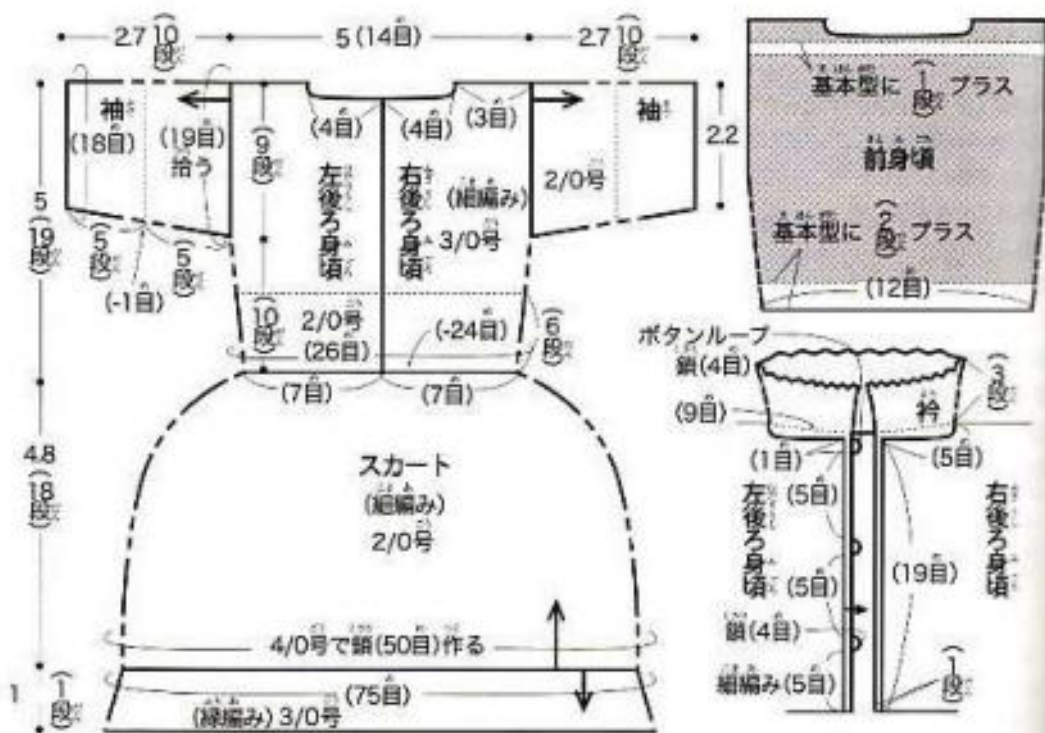 2.7(10段)
5(14目)
2.7(10段)
袖
(18目)
(19目)
拾う
(9段)
(4目)
(4目)
(3目)
袖
2/0号
2.2
5
(19段)
(5段)
(5段)
(-1目)
左後ろ身頃
右後ろ身頃
(細編み)
3/0号
(10段)
2/0号
(26目)
(-24目)
(6段)
(7目)
(7目)
4.8
(18段)
スカート
(細編み)
2/0号
4/0号で鎖(50目)作る
(75目)
1
(1段)
(縁編み)3/0号
基本型に(1段)プラス
前身頃
基本型に(2段)プラス
(12目)
ボタンループ
鎖(4目)
(9目)
衿
(3段)
(1目)
(5目)
左後ろ身頃
(5目)
(5目)
右後ろ身頃
(19目)
鎖(4目)
細編み(5目)
(1段)